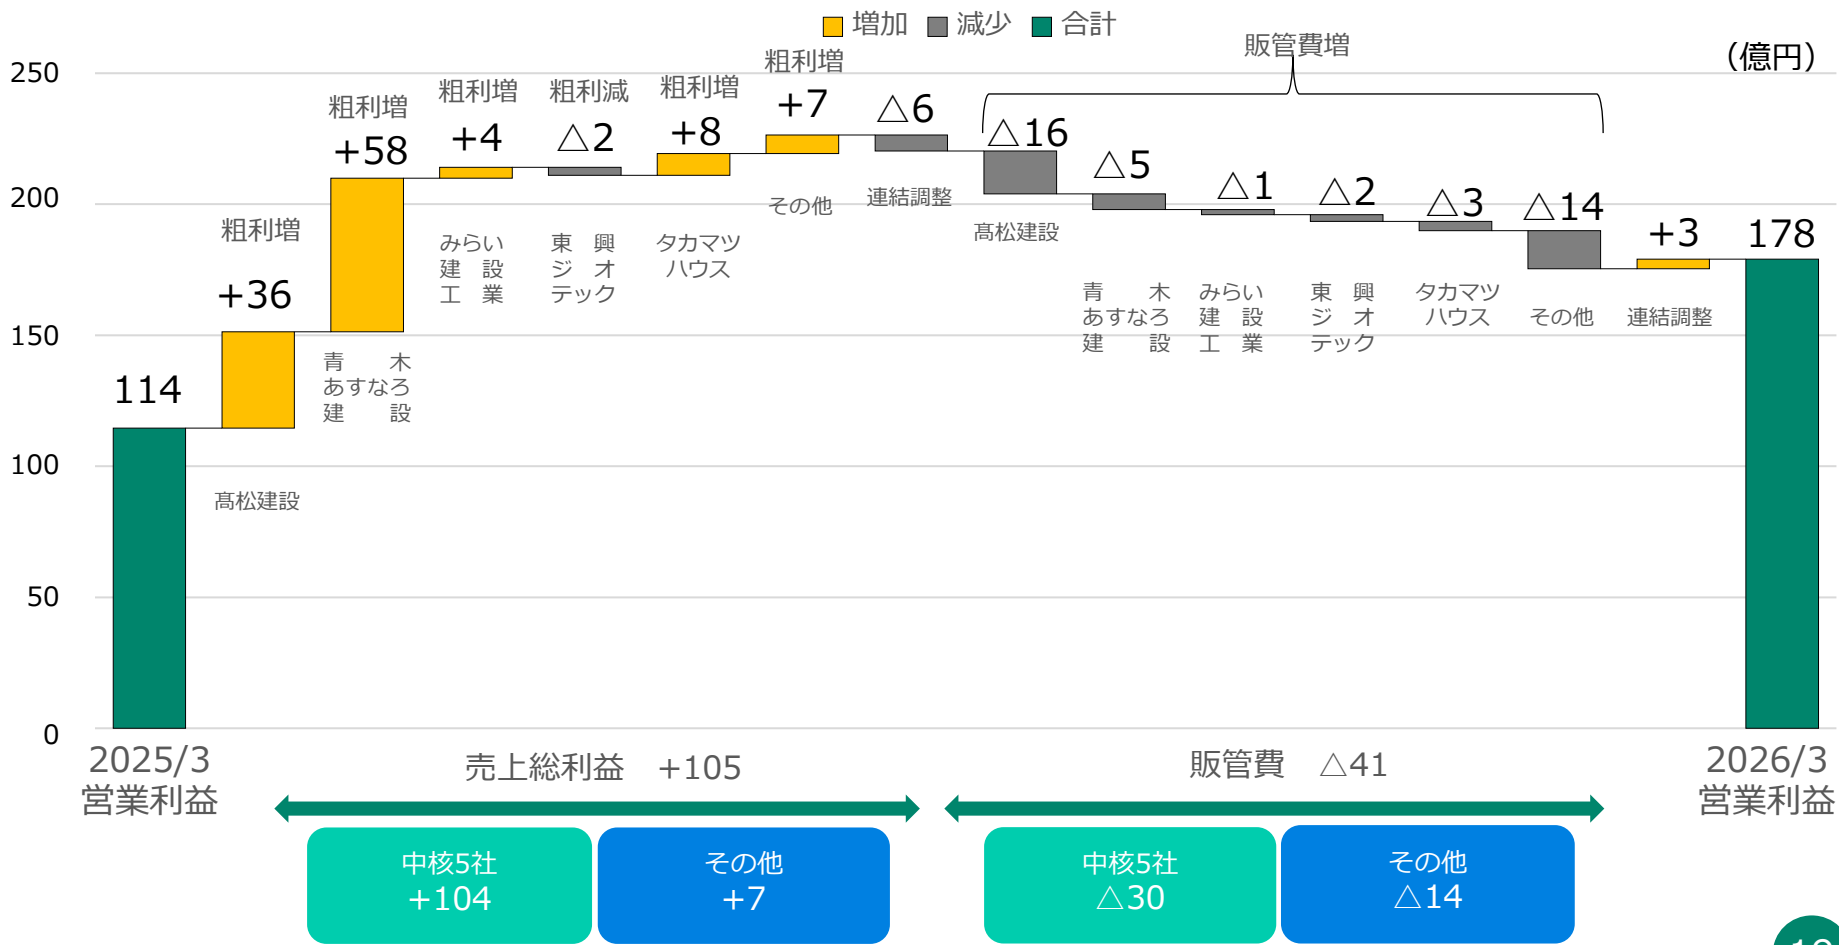 増加 減少 合計
(億円)
販管費増
250
200
150
100
50
0
114
粗利増
+36
髙松建設
粗利増
+58
青 木
あすなろ
建 設
粗利増
+4
みらい
建 設
工 業
粗利減
△2
東 興
ジ オ
テック
粗利増
+8
タカマツ
ハウス
粗利増
+7
その他
△6
連結調整
△16
髙松建設
△5
青 木
あすなろ
建 設
△1
みらい
建 設
工 業
△2
東 興
ジ オ
テック
△3
タカマツ
ハウス
△14
その他
+3
連結調整
178
2025/3
営業利益
売上総利益 +105
販管費 △41
2026/3
営業利益
中核5社
+104
その他
+7
中核5社
△30
その他
△14